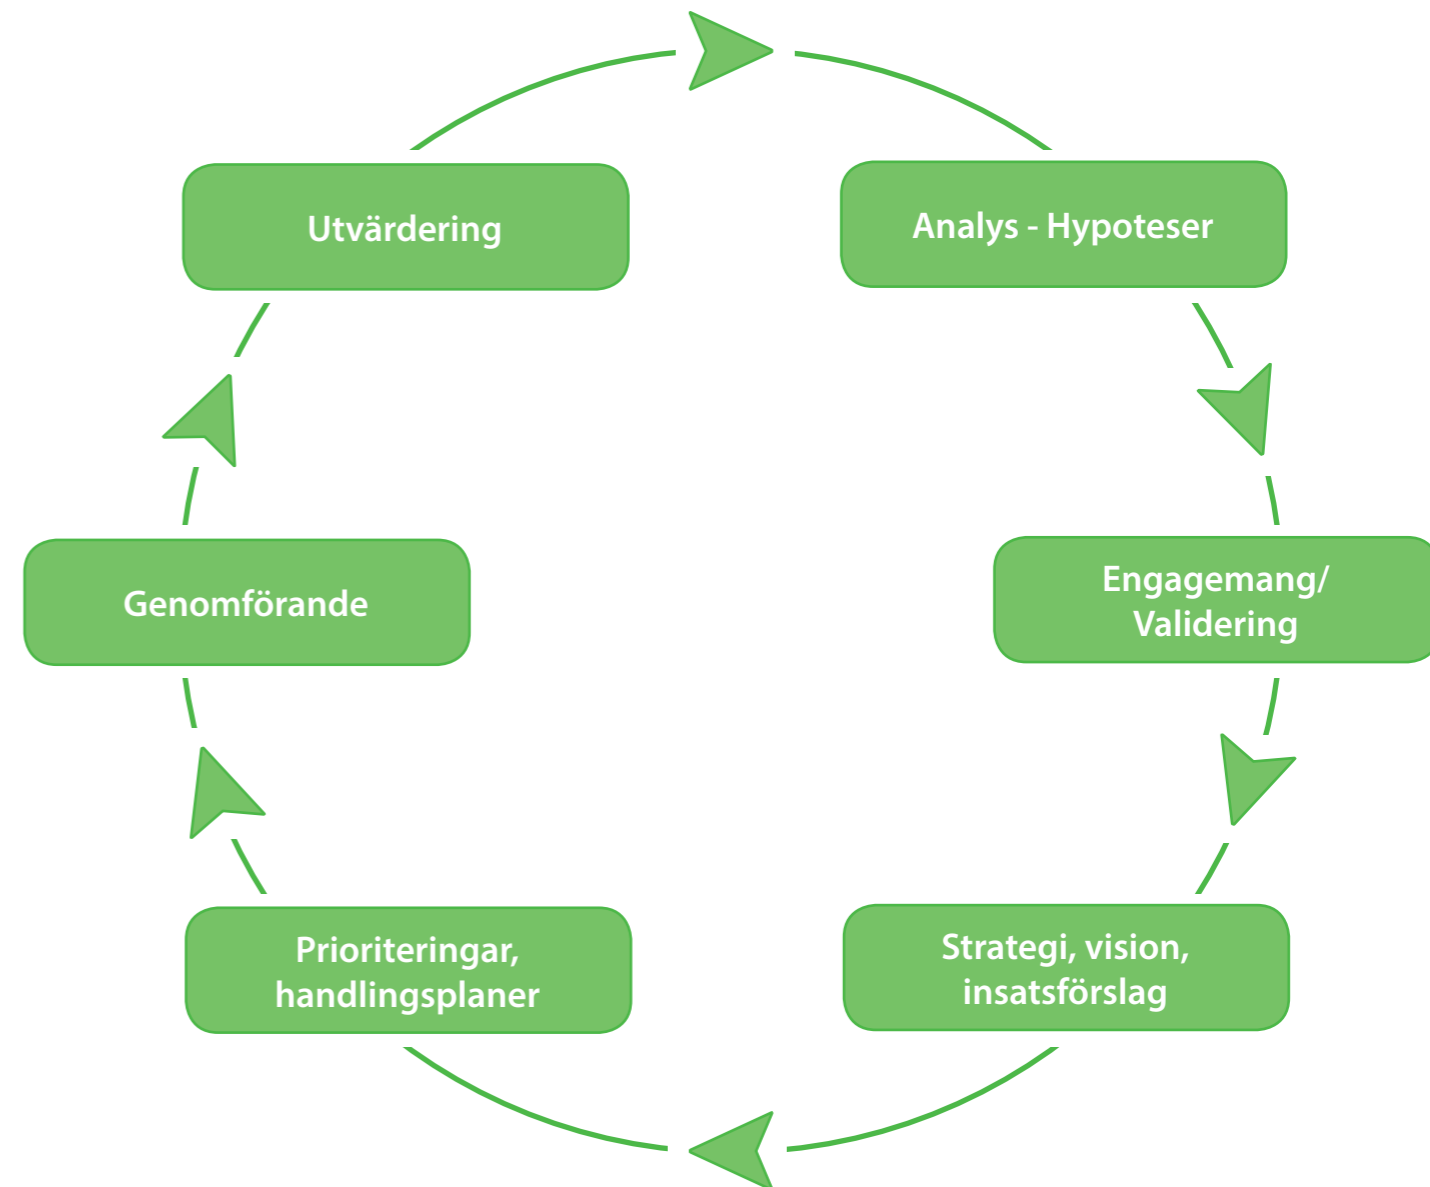 Utvärdering
Analys - Hypoteser
Genomförande
Engagemang/
Validering
Prioriteringar,
handlingsplaner
Strategi, vision,
insatsförslag